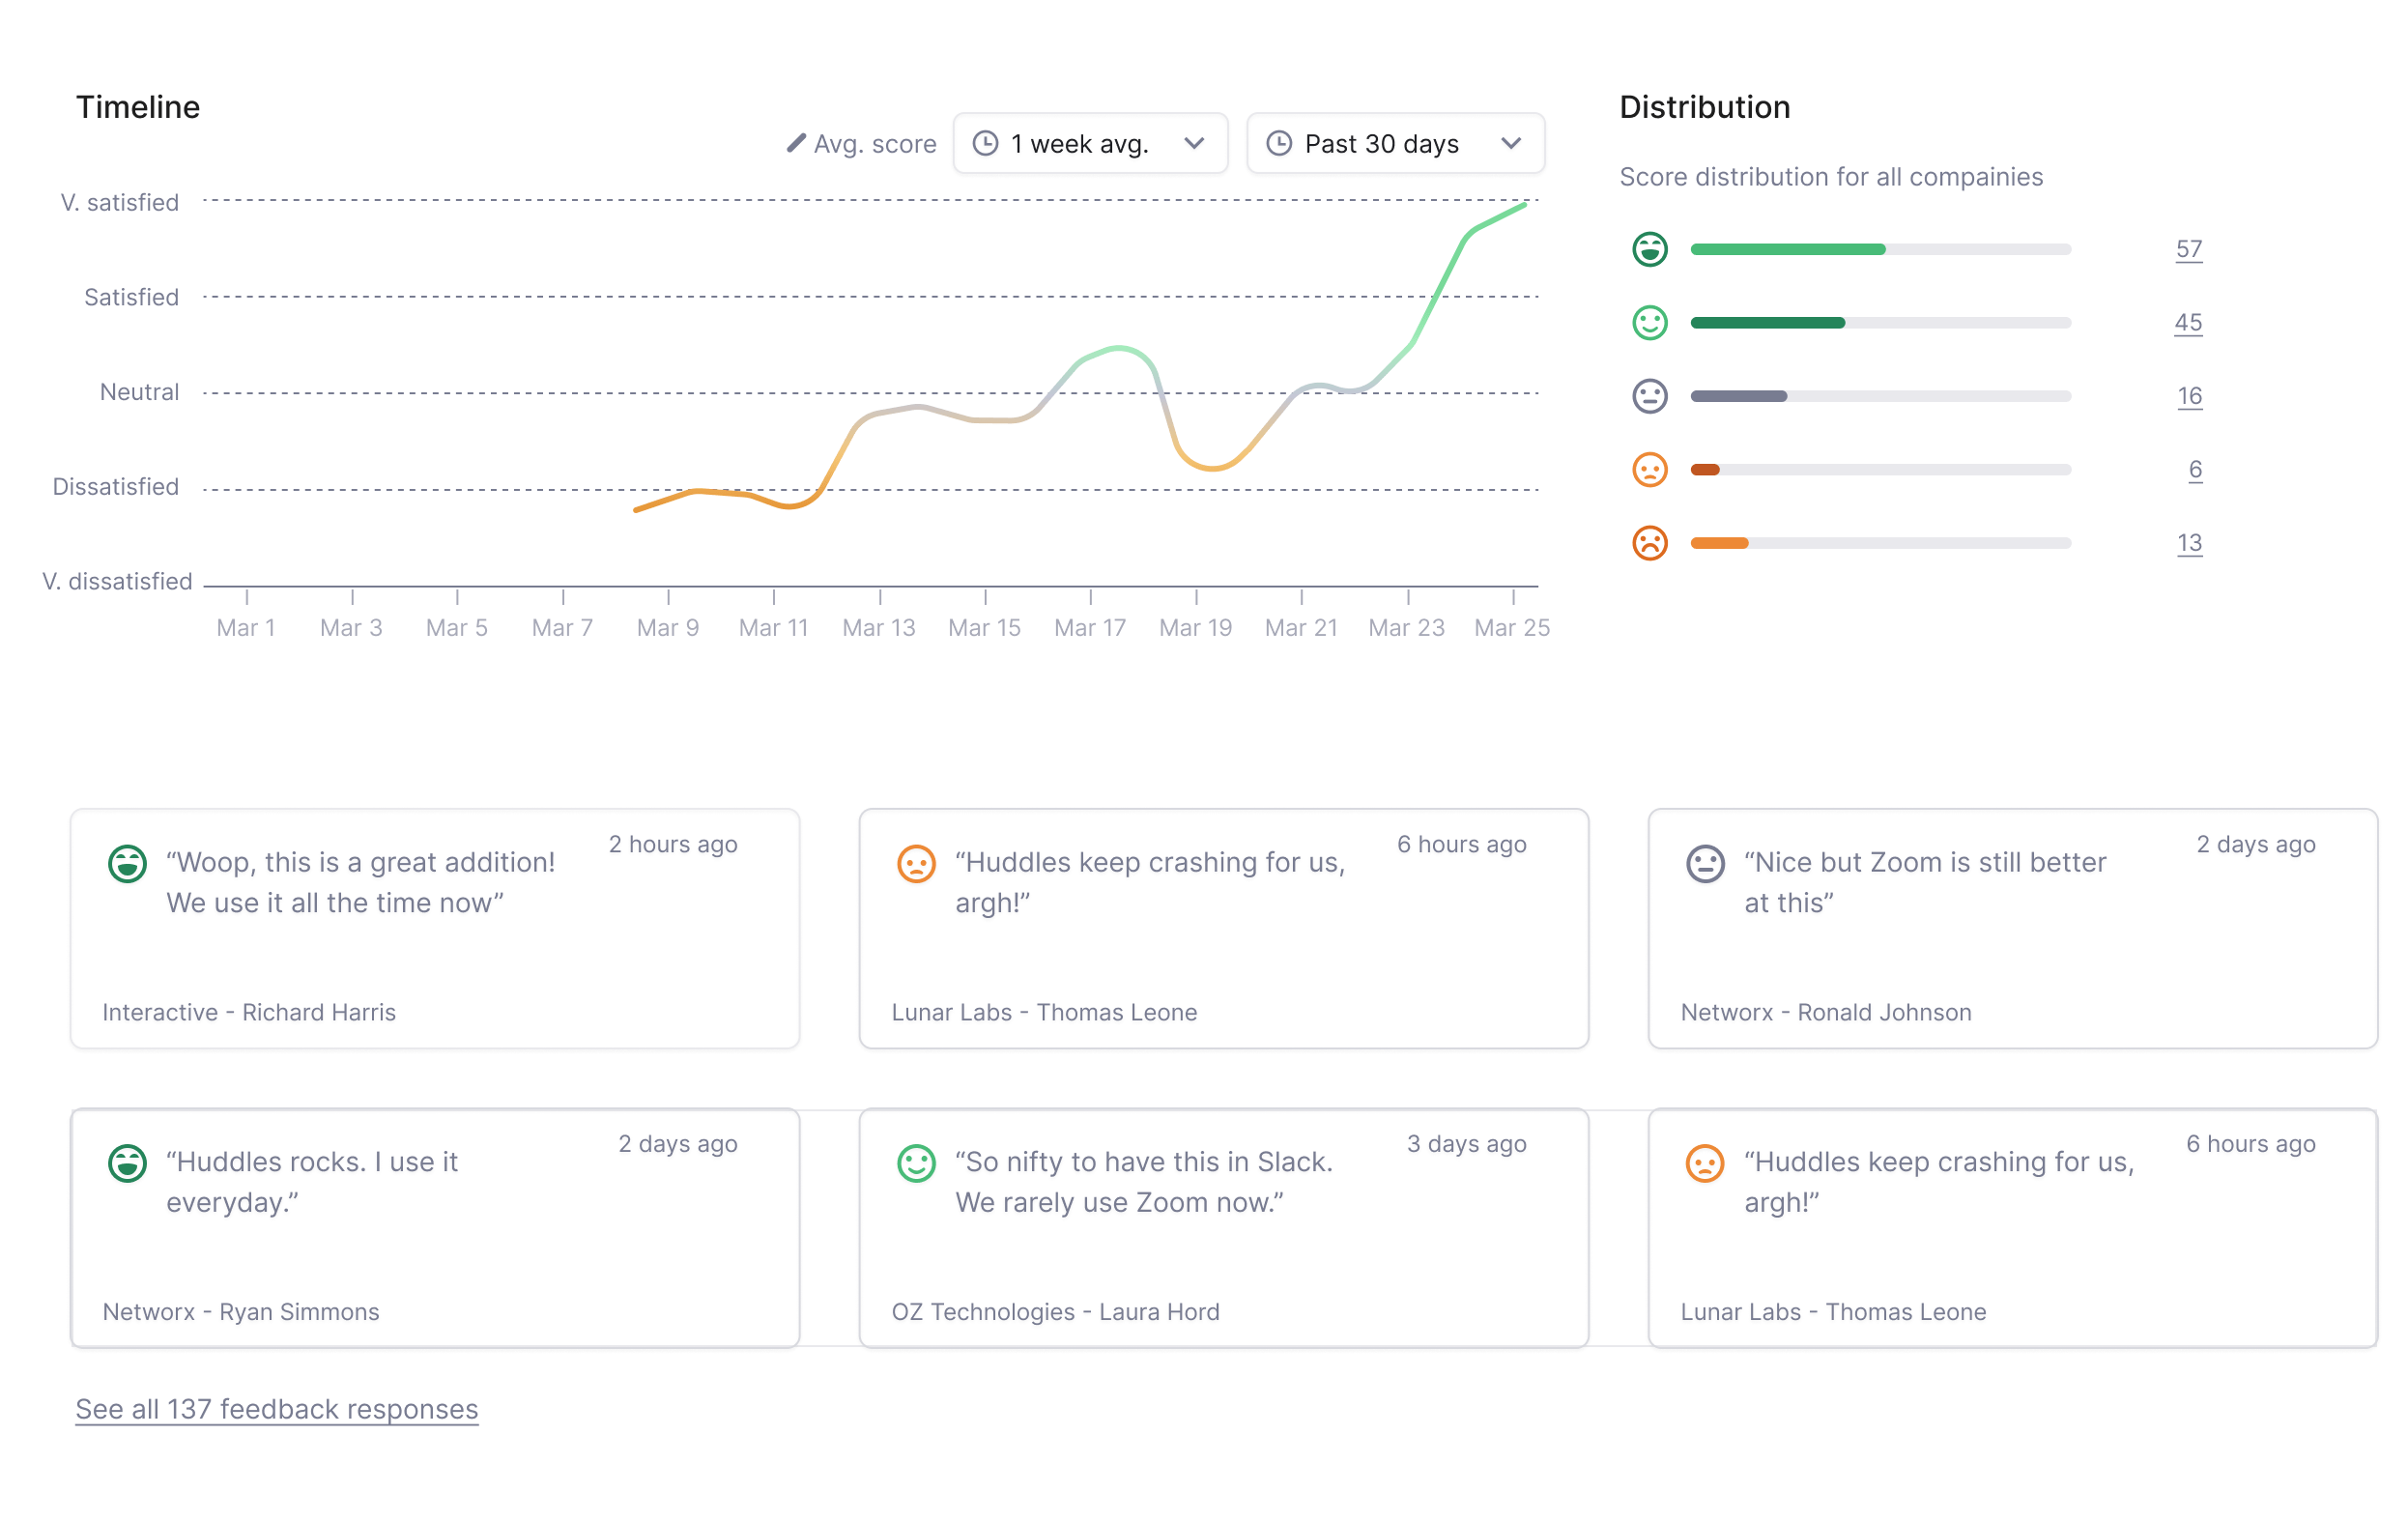 Timeline
Avg. score
1 week avg.
Past 30 days
V. satisfied
Satisfied
Neutral
Dissatisfied
V. dissatisfied
Mar 1
Mar 3
Mar 5
Mar 7
Mar 9
Mar 11
Mar 13
Mar 15
Mar 17
Mar 19
Mar 21
Mar 23
Mar 25
Distribution
Score distribution for all compainies
57
45
16
6
13
2 hours ago
“Woop, this is a great addition!
We use it all the time now”
Interactive - Richard Harris
6 hours ago
“Huddles keep crashing for us,
argh!”
Lunar Labs - Thomas Leone
2 days ago
“Nice but Zoom is still better
at this”
Networx - Ronald Johnson
2 days ago
“Huddles rocks. I use it
everyday.”
Networx - Ryan Simmons
3 days ago
“So nifty to have this in Slack.
We rarely use Zoom now.”
OZ Technologies - Laura Hord
6 hours ago
“Huddles keep crashing for us,
argh!”
Lunar Labs - Thomas Leone
See all 137 feedback responses